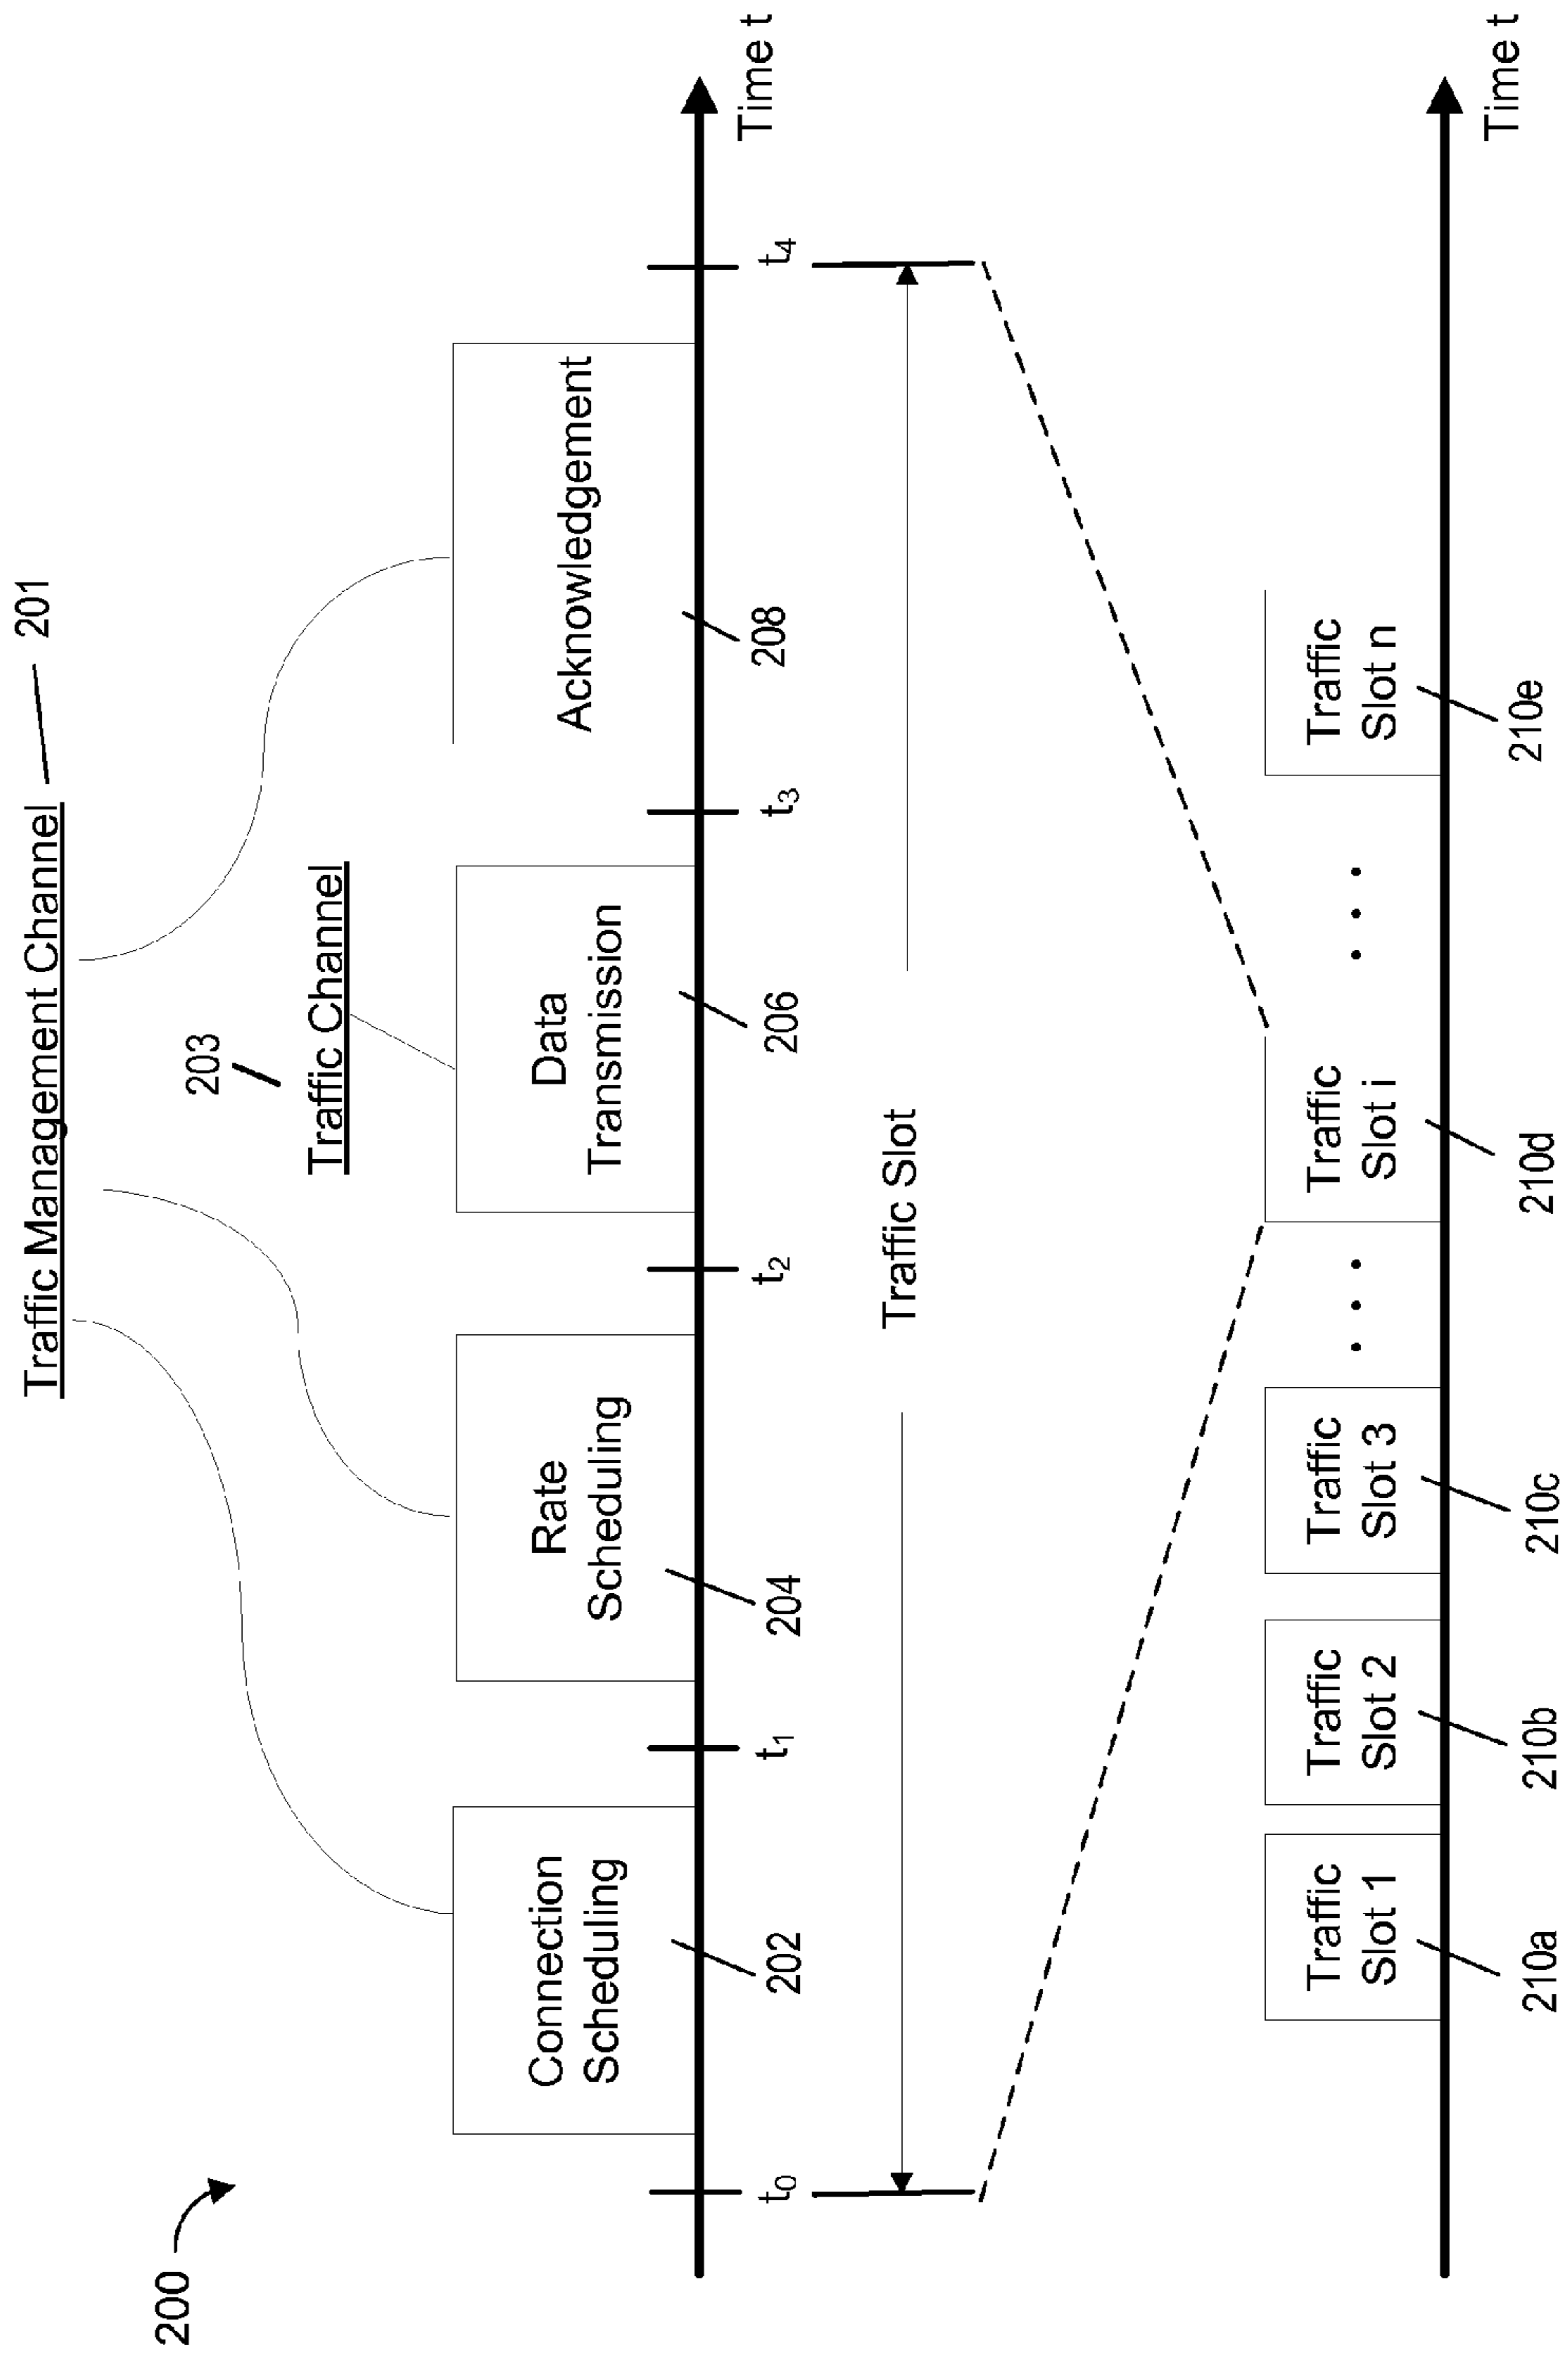 200
Traffic Management Channel
201
203
Traffic Channel
Connection
Scheduling
Rate
Scheduling
Data
Transmission
Acknowledgement
202
204
206
208
t0
t1
t2
t3
t4
Time t
Traffic Slot
Traffic
Slot 1
Traffic
Slot 2
Traffic
Slot 3
. . .
Traffic
Slot i
. . .
Traffic
Slot n
210a
210b
210c
210d
210e
Time t